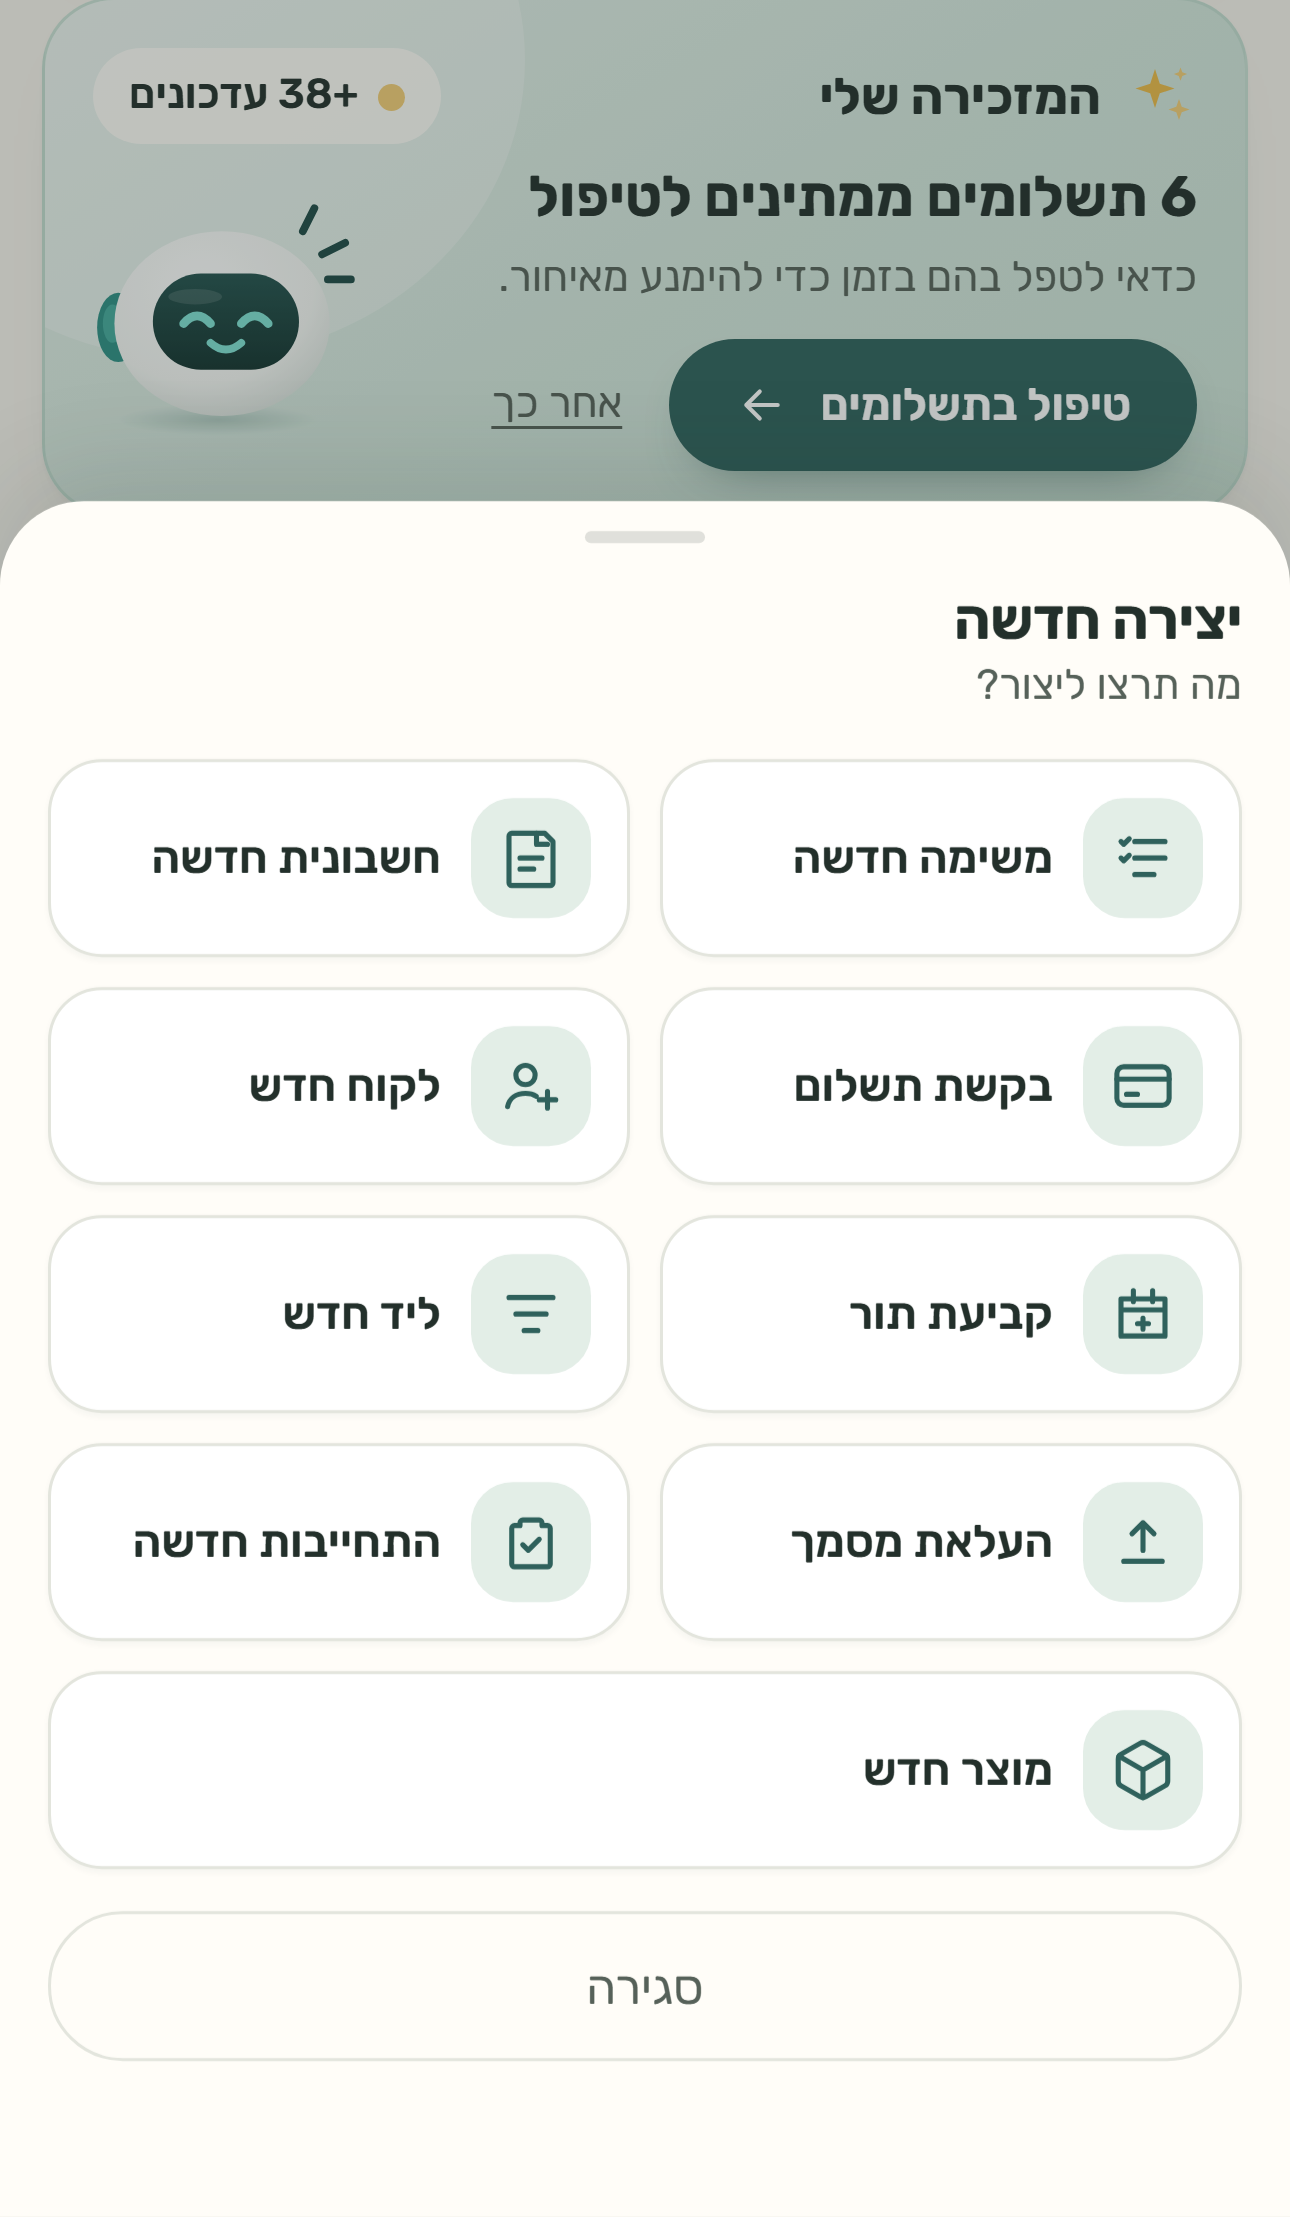 המזכירה שלי
38+ עדכונים
6 תשלומים ממתינים לטיפול
כדאי לטפל בהם בזמן כדי להימנע מאיחור.
טיפול בתשלומים
אחר כך
יצירה חדשה
מה תרצו ליצור?
משימה חדשה
חשבונית חדשה
בקשת תשלום
לקוח חדש
קביעת תור
ליד חדש
העלאת מסמך
התחייבות חדשה
מוצר חדש
סגירה